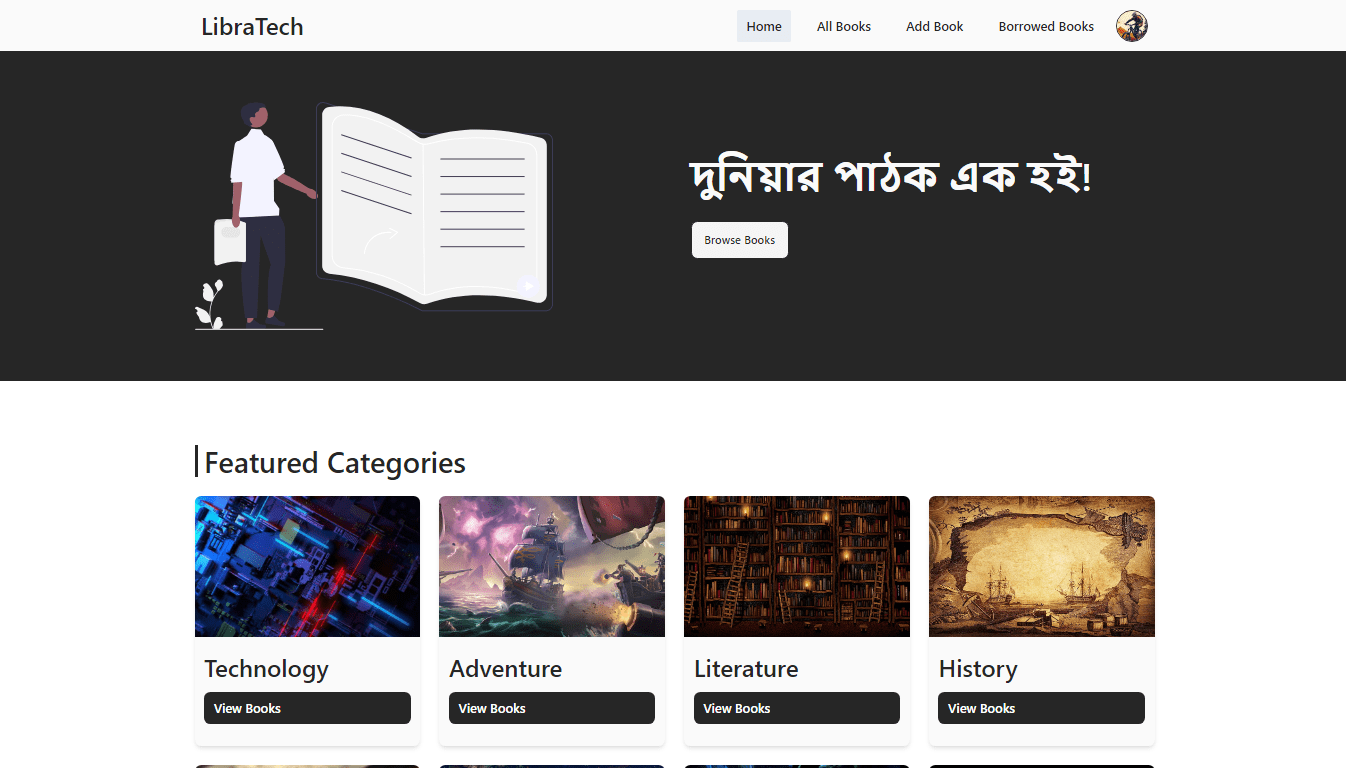 LibraTech
Home
All Books
Add Book
Borrowed Books
দুনিয়ার পাঠক এক হই!
Browse Books
Featured Categories
Technology
View Books
Adventure
View Books
Literature
View Books
History
View Books